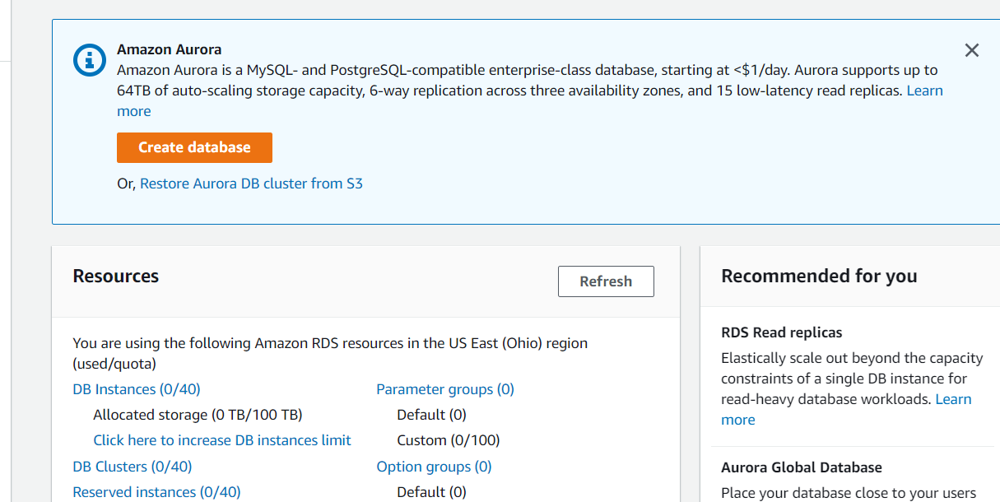 Amazon Aurora
Amazon Aurora is a MySQL- and PostgreSQL-compatible enterprise-class database, starting at <$1/day. Aurora supports up to
64TB of auto-scaling storage capacity, 6-way replication across three availability zones, and 15 low-latency read replicas. Learn
more
Create database
Or, Restore Aurora DB cluster from S3
Resources
Refresh
You are using the following Amazon RDS resources in the US East (Ohio) region
(used/quota)
DB Instances (0/40)
Allocated storage (0 TB/100 TB)
Click here to increase DB instances limit
DB Clusters (0/40)
Reserved instances (0/40)
Parameter groups (0)
Default (0)
Custom (0/100)
Option groups (0)
Default (0)
Recommended for you
RDS Read replicas
Elastically scale out beyond the capacity
constraints of a single DB instance for
read-heavy database workloads. Learn
more
Aurora Global Database
Place your database close to your users